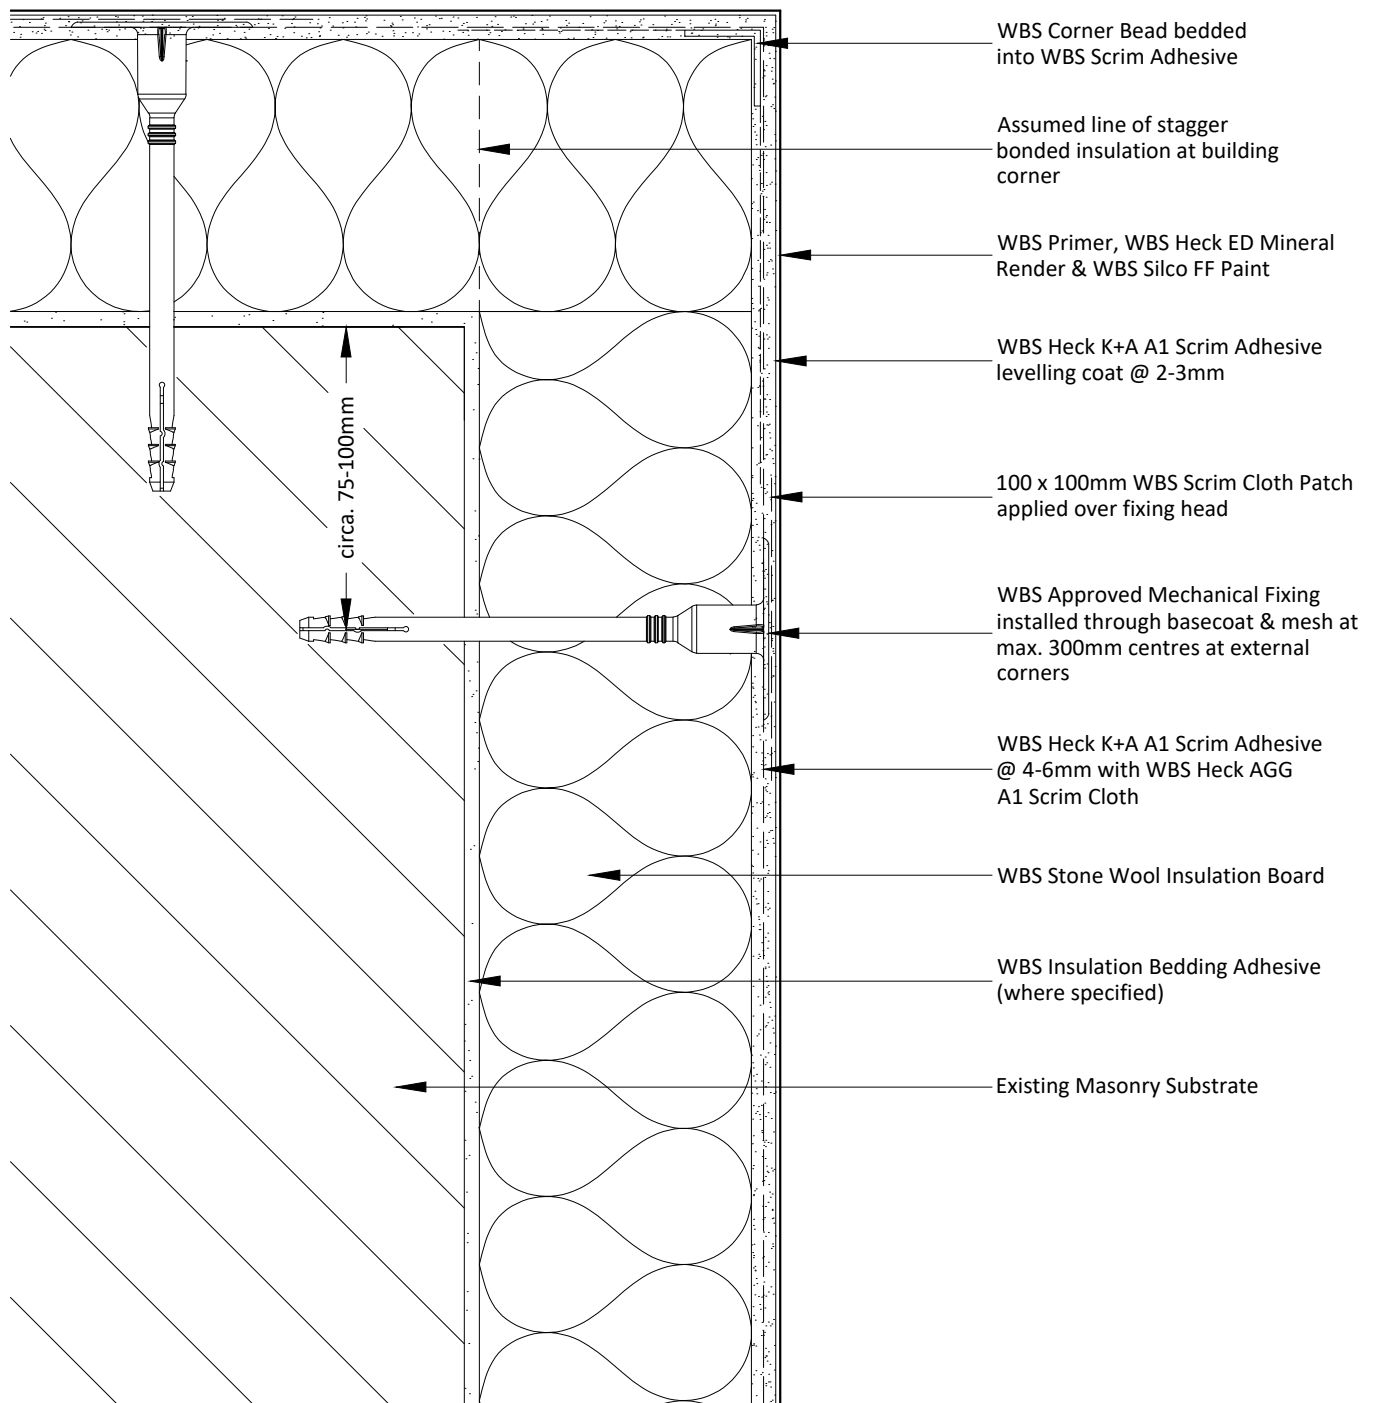 WBS Corner Bead bedded
into WBS Scrim Adhesive
Assumed line of stagger
bonded insulation at building
corner
WBS Primer, WBS Heck ED Mineral
Render & WBS Silco FF Paint
WBS Heck K+A A1 Scrim Adhesive
levelling coat @ 2-3mm
circa. 75-100mm
100 x 100mm WBS Scrim Cloth Patch
applied over fixing head
WBS Approved Mechanical Fixing
installed through basecoat & mesh at
max. 300mm centres at external
corners
WBS Heck K+A A1 Scrim Adhesive
@ 4-6mm with WBS Heck AGG
A1 Scrim Cloth
WBS Stone Wool Insulation Board
WBS Insulation Bedding Adhesive
(where specified)
Existing Masonry Substrate